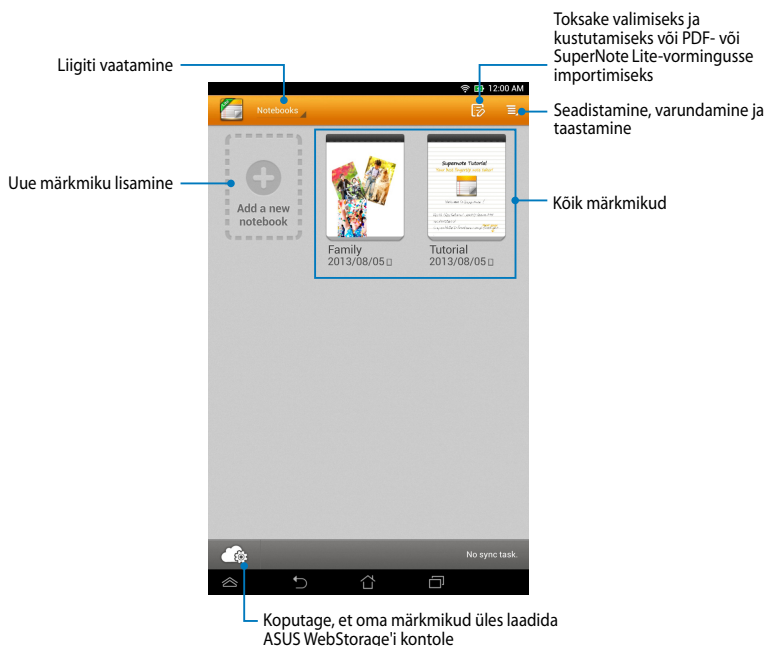 Toksake valimiseks ja
kustutamiseks või PDF- või
SuperNote Lite-vormingusse
importimiseks
Liigiti vaatamine
12:00 AM
Notebooks
Seadistamine, varundamine ja
taastamine
Uue märkmiku lisamine
Add a new
notebook
Supernote Tutorial
Kõik märkmikud
Family
2013/08/05
Tutorial
2013/08/05
No sync task.
Koputage, et oma märkmikud üles laadida
ASUS WebStorage'i kontole